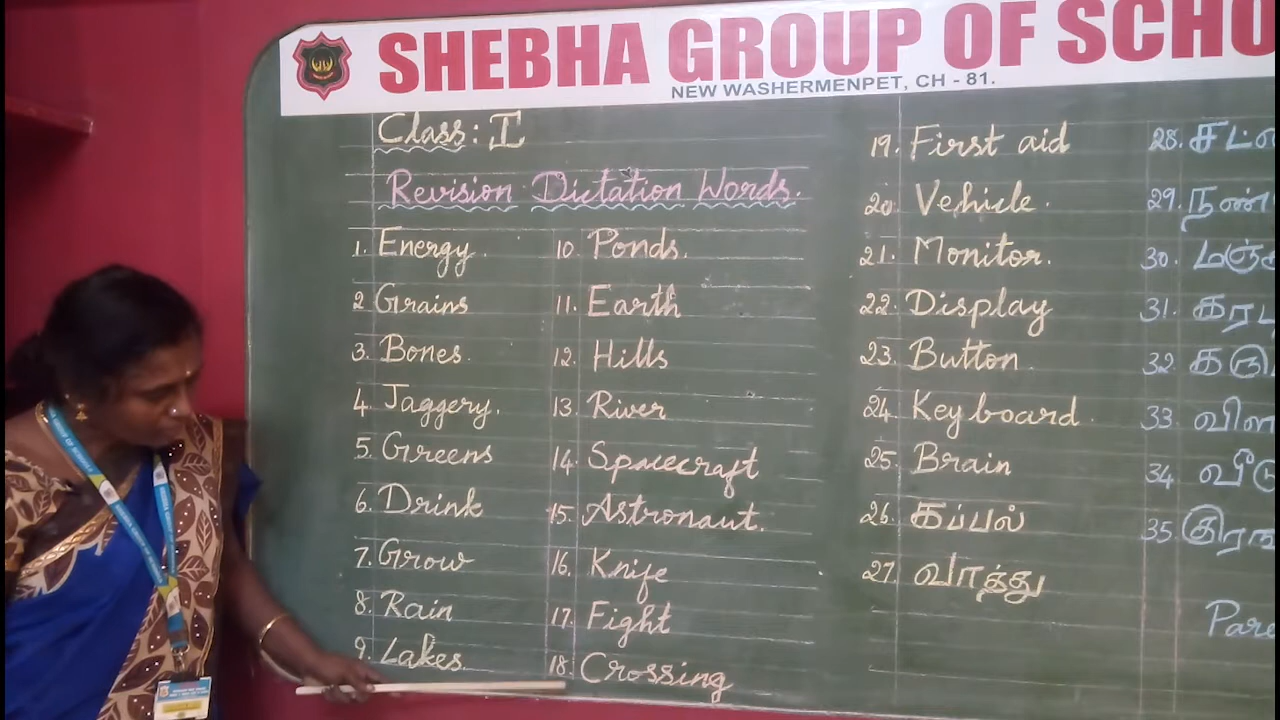 SHEBHA GROUP OF SCHO
NEW WASHERMENPET, CH - 81.
Class: I
Revision Dictation Words.
1. Energy.
2 Grains
3. Bones.
4. Jaggery.
5. Greens
6. Drink
7. Grow
8. Rain
9. Lakes.
10. Ponds.
11. Earth
12. Hills
13. River
14. Spacecraft
15. Astronaut.
16. Knife
17. Fight
18. Crossing
19. First aid
20. Vehicle.
21. Monitor.
22. Display
23. Button.
24. Keyboard.
25. Brain
26. கப்பல்
27. வாத்து
28.
29.
30.
31.
32.
33.
34.
35.